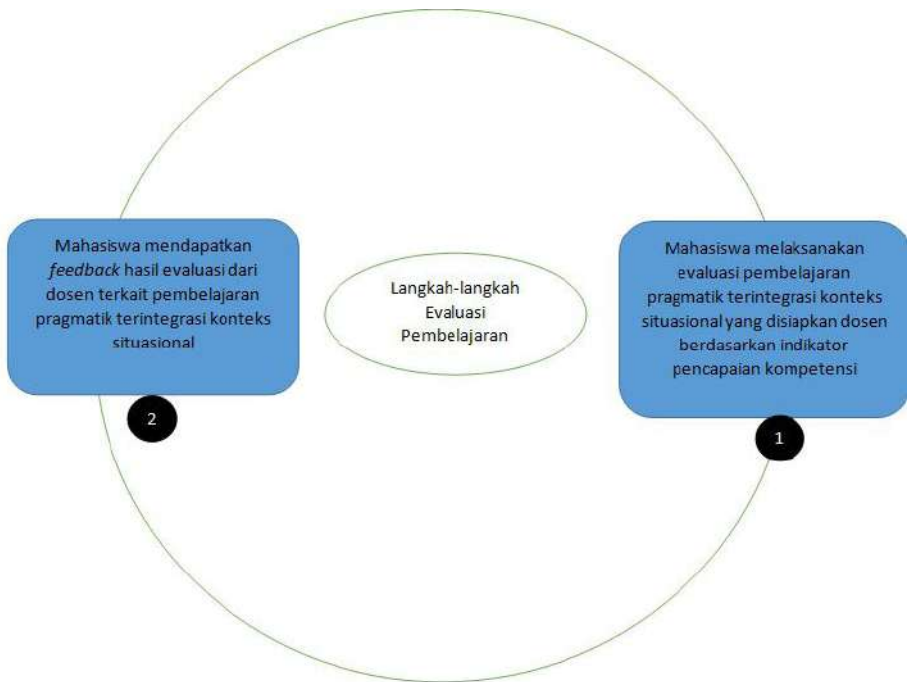 Mahasiswa mendapatkan
feedback hasil evaluasi dari
dosen terkait pembelajaran
pragmatik terintegrasi konteks
situasional
2
Langkah-langkah
Evaluasi
Pembelajaran
Mahasiswa melaksanakan
evaluasi pembelajaran
pragmatik terintegrasi konteks
situasional yang disiapkan dosen
berdasarkan indikator
pencapaian kompetensi
1